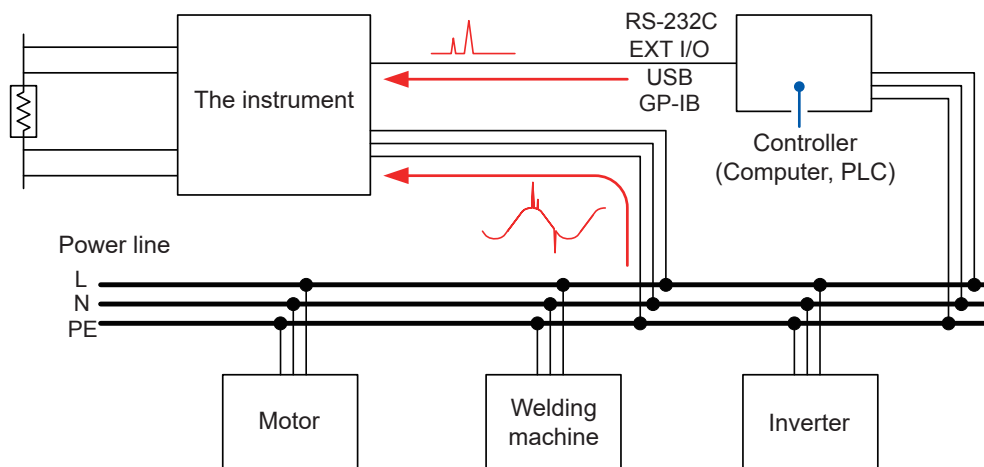 RS-232C
EXT I/O
USB
GP-IB
The instrument
Controller
(Computer, PLC)
Power line
L
N
PE
Motor
Welding
machine
Inverter